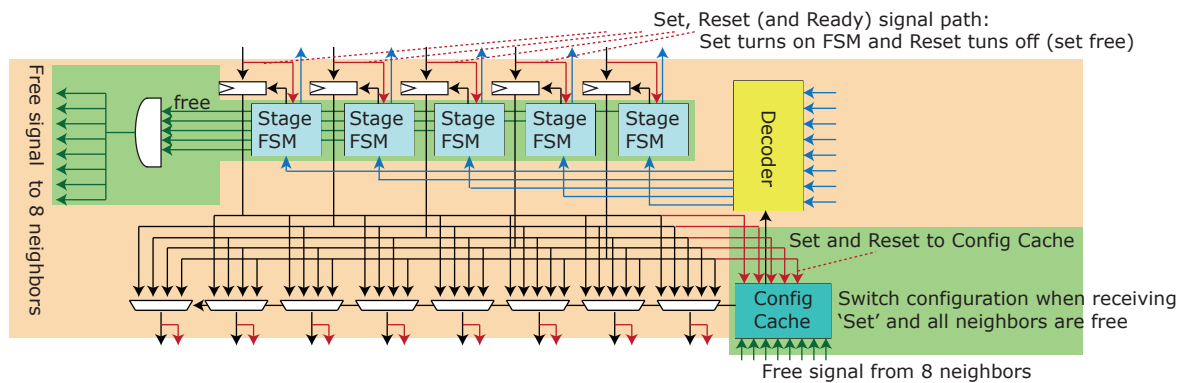 Set, Reset (and Ready) signal path:
Set turns on FSM and Reset tuns off (set free)
Free signal to 8 neighbors
free
Stage
FSM
Stage
FSM
Stage
FSM
Stage
FSM
Stage
FSM
Decoder
Set and Reset to Config Cache
Config
Cache
Switch configuration when receiving
‘Set’ and all neighbors are free
Free signal from 8 neighbors